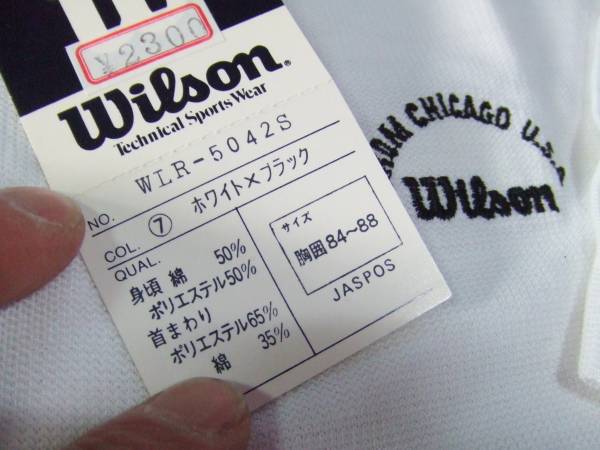 ¥2300
Wilson®
Technical Sports Wear
NO. WLR-5042S
COL. ⑦ ホワイト×ブラック
QUAL.
身頃 綿 50%
ポリエステル50%
首まわり
ポリエステル65%
綿 35%
サイズ
胸囲84~88
JASPOS
CHICAGO U.S.
Wilson